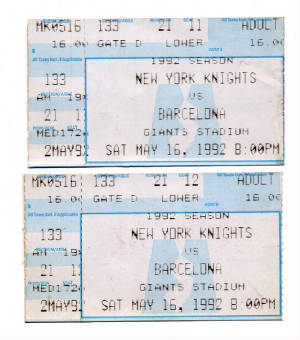 MK0516 133 21 11 ADULT
16.00 GATE D LOWER 16.00
1992 SEASON
133 NEW YORK KNIGHTS
VS
21 11 BARCELONA
MED172 GIANTS STADIUM
2MAY92 SAT MAY 16, 1992 8:00PM
MK0516 133 21 12 ADULT
16.00 GATE D LOWER 16.00
1992 SEASON
133 NEW YORK KNIGHTS
VS
21 12 BARCELONA
MED172 GIANTS STADIUM
2MAY92 SAT MAY 16, 1992 8:00PM